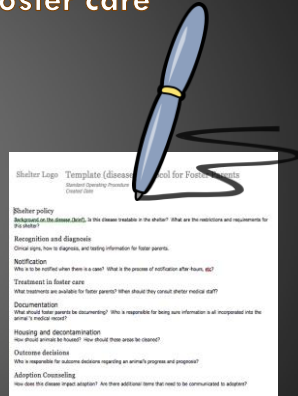 oster care
Shelter Logo Template (disease ocol for Foster Parents
Standard Operating Procedure
Created Date
Shelter policy
Background on the disease (brief). Is this disease treatable in the shelter? What are the restrictions and requirements for
this shelter?
Recognition and diagnosis
Clinical signs, how to diagnosis, and testing information for foster parents.
Notification
Who is to be notified when there is a case? What is the process of notification after hours, etc?
Treatment in foster care
What treatments are available for foster parents? When should they consult shelter medical staff?
Documentation
What should foster parents be documenting? Who is responsible for being sure information is all incorporated into the
animal's medical record?
Housing and decontamination
How should animals be housed? How should those areas be cleaned?
Outcome decisions
Who is responsible for outcome decisions regarding an animal's progress and prognosis?
Adoption Counseling
How does this disease impact adoption? Are there additional items that need to be communicated to adopters?